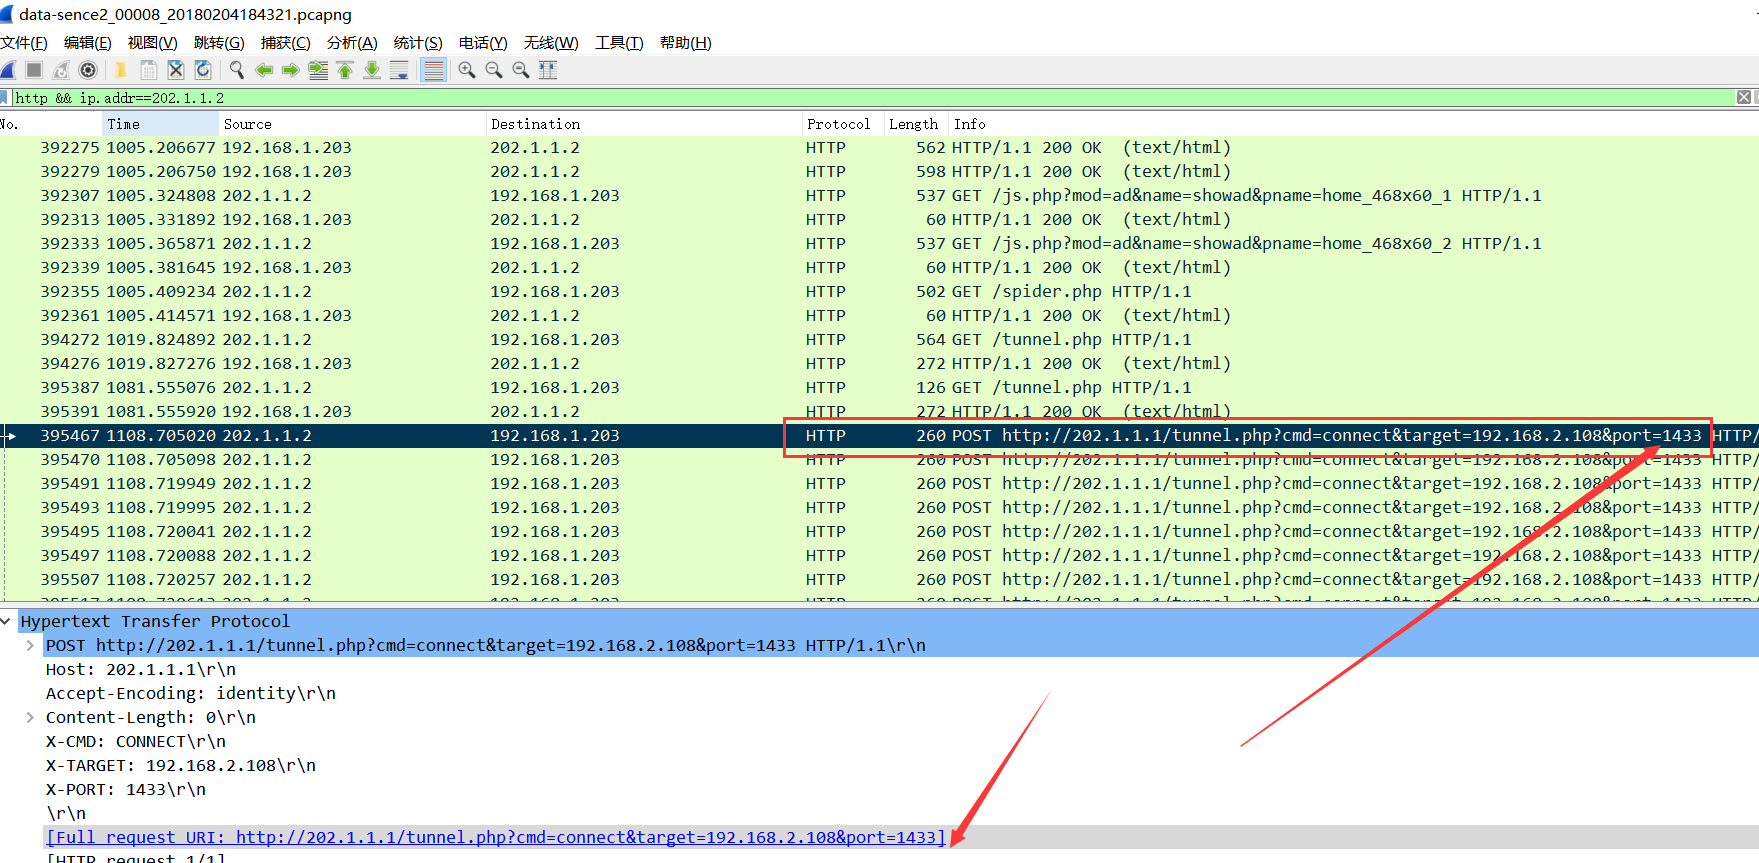 data-sence2_00008_20180204184321.pcapng
文件(F) 编辑(E) 视图(V) 跳转(G) 捕获(C) 分析(A) 统计(S) 电话(Y) 无线(W) 工具(T) 帮助(H)
http && ip.addr==202.1.1.2
No. Time Source Destination Protocol Length Info
392275 1005.206677 192.168.1.203 202.1.1.2 HTTP 562 HTTP/1.1 200 OK (text/html)
392279 1005.206750 192.168.1.203 202.1.1.2 HTTP 598 HTTP/1.1 200 OK (text/html)
392307 1005.324808 202.1.1.2 192.168.1.203 HTTP 537 GET /js.php?mod=ad&name=showad&pname=home_468x60_1 HTTP/1.1
392313 1005.331892 192.168.1.203 202.1.1.2 HTTP 60 HTTP/1.1 200 OK (text/html)
392333 1005.365871 202.1.1.2 192.168.1.203 HTTP 537 GET /js.php?mod=ad&name=showad&pname=home_468x60_2 HTTP/1.1
392339 1005.381645 192.168.1.203 202.1.1.2 HTTP 60 HTTP/1.1 200 OK (text/html)
392355 1005.409234 202.1.1.2 192.168.1.203 HTTP 502 GET /spider.php HTTP/1.1
392361 1005.414571 192.168.1.203 202.1.1.2 HTTP 60 HTTP/1.1 200 OK (text/html)
394272 1019.824892 202.1.1.2 192.168.1.203 HTTP 564 GET /tunnel.php HTTP/1.1
394276 1019.827276 192.168.1.203 202.1.1.2 HTTP 272 HTTP/1.1 200 OK (text/html)
395387 1081.555076 202.1.1.2 192.168.1.203 HTTP 126 GET /tunnel.php HTTP/1.1
395391 1081.555920 192.168.1.203 202.1.1.2 HTTP 272 HTTP/1.1 200 OK (text/html)
395467 1108.705020 202.1.1.2 192.168.1.203 HTTP 260 POST http://202.1.1.1/tunnel.php?cmd=connect&target=192.168.2.108&port=1433 HTTP/
395470 1108.705098 202.1.1.2 192.168.1.203 HTTP 260 POST http://202.1.1.1/tunnel.php?cmd=connect&target=192.168.2.108&port=1433 HTTP/
395491 1108.719949 202.1.1.2 192.168.1.203 HTTP 260 POST http://202.1.1.1/tunnel.php?cmd=connect&target=192.168.2.108&port=1433 HTTP/
395493 1108.719995 202.1.1.2 192.168.1.203 HTTP 260 POST http://202.1.1.1/tunnel.php?cmd=connect&target=192.168.2.108&port=1433 HTTP/
395495 1108.720041 202.1.1.2 192.168.1.203 HTTP 260 POST http://202.1.1.1/tunnel.php?cmd=connect&target=192.168.2.108&port=1433 HTTP/
395497 1108.720088 202.1.1.2 192.168.1.203 HTTP 260 POST http://202.1.1.1/tunnel.php?cmd=connect&target=192.168.2.108&port=1433 HTTP/
395507 1108.720257 202.1.1.2 192.168.1.203 HTTP 260 POST http://202.1.1.1/tunnel.php?cmd=connect&target=192.168.2.108&port=1433 HTTP/
Hypertext Transfer Protocol
POST http://202.1.1.1/tunnel.php?cmd=connect&target=192.168.2.108&port=1433 HTTP/1.1\r\n
Host: 202.1.1.1\r\n
Accept-Encoding: identity\r\n
Content-Length: 0\r\n
X-CMD: CONNECT\r\n
X-TARGET: 192.168.2.108\r\n
X-PORT: 1433\r\n
\r\n
[Full request URI: http://202.1.1.1/tunnel.php?cmd=connect&target=192.168.2.108&port=1433]
[HTTP request 1/1]